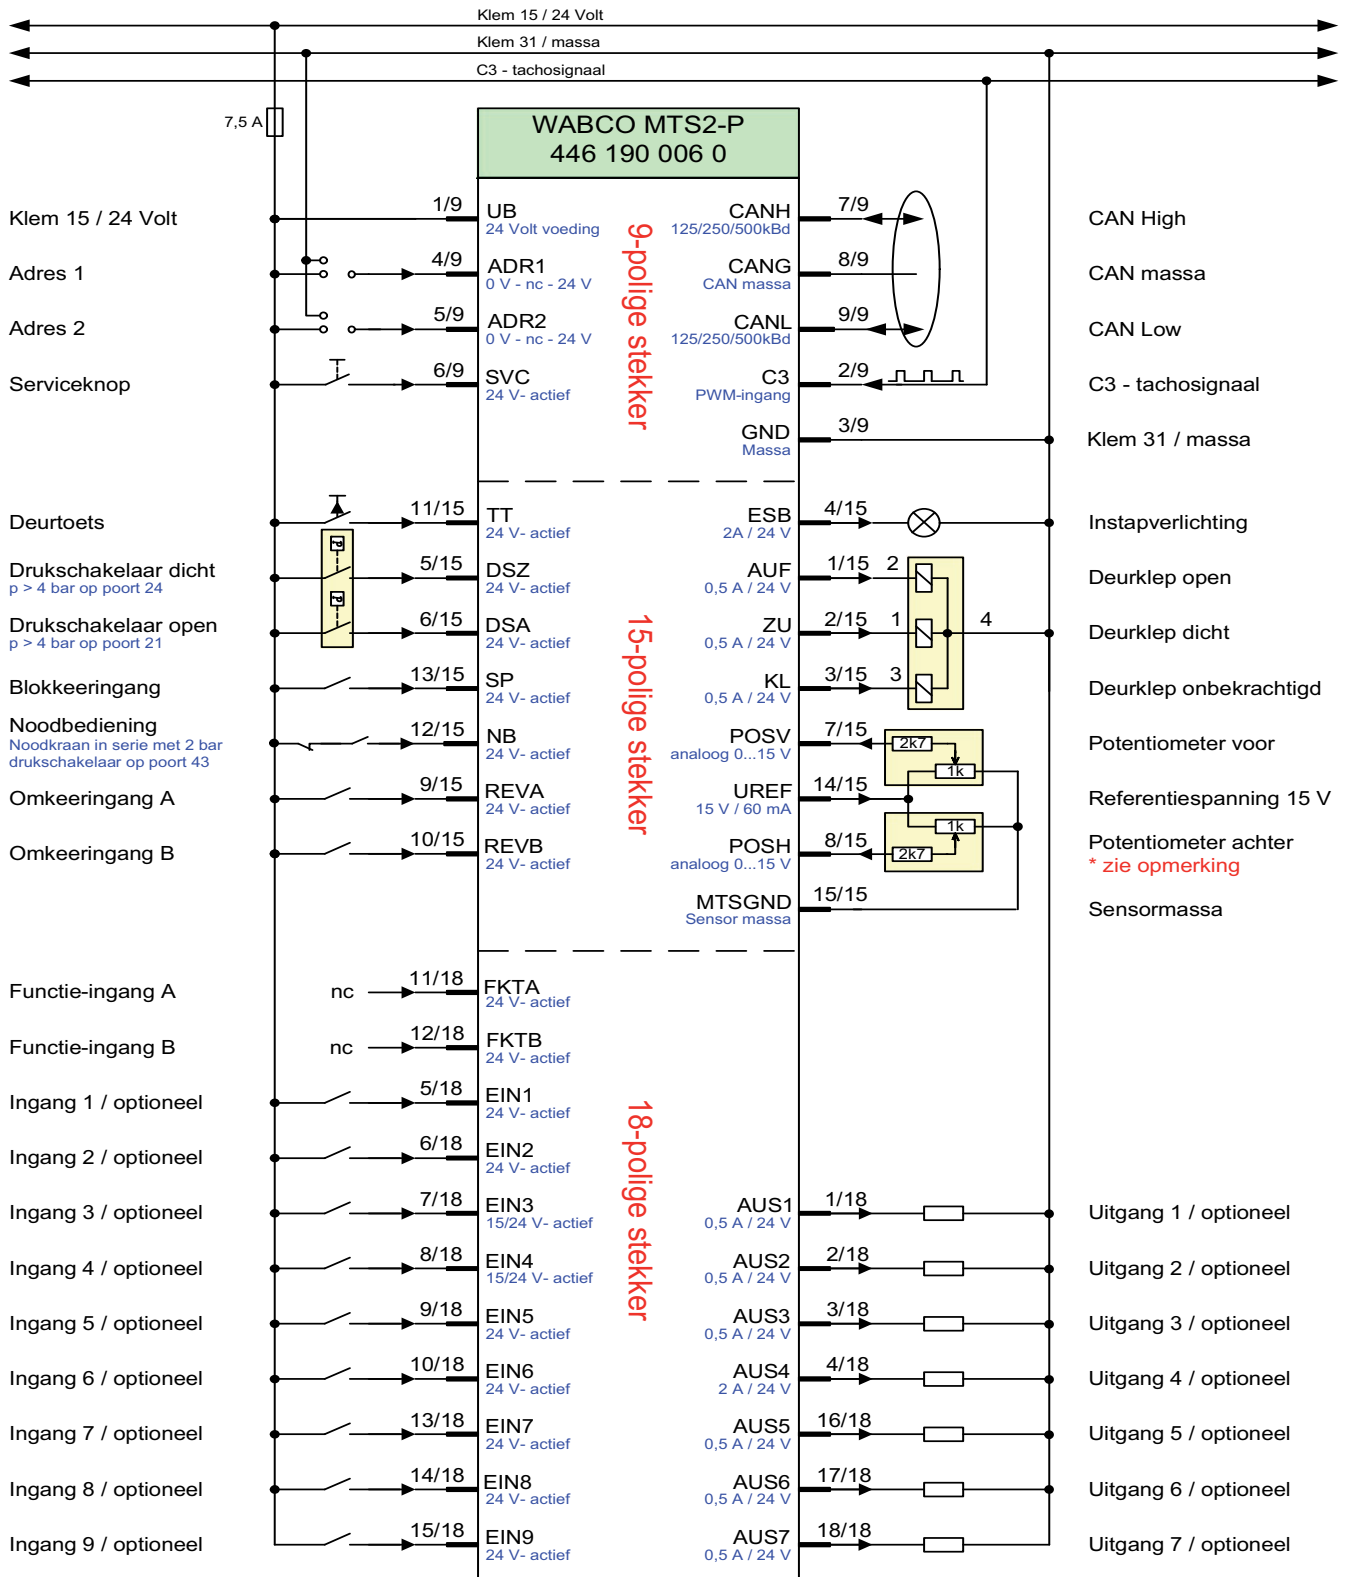 Klem 15 / 24 Volt
Klem 31 / massa
C3 - tachosignaal
7,5 A
WABCO MTS2-P
446 190 006 0
9-polige stekker
Klem 15 / 24 Volt
1/9
UB
24 Volt voeding
CANH
125/250/500kBd
7/9
CAN High
Adres 1
4/9
ADR1
0 V - nc - 24 V
CANG
CAN massa
8/9
CAN massa
Adres 2
5/9
ADR2
0 V - nc - 24 V
CANL
125/250/500kBd
9/9
CAN Low
Serviceknop
6/9
SVC
24 V- actief
C3
PWM-ingang
2/9
C3 - tachosignaal
GND
Massa
3/9
Klem 31 / massa
15-polige stekker
Deurtoets
11/15
TT
24 V- actief
ESB
2A / 24 V
4/15
Instapverlichting
Drukschakelaar dicht
p > 4 bar op poort 24
P
5/15
DSZ
24 V- actief
AUF
0,5 A / 24 V
1/15
2
Deurklep open
Drukschakelaar open
p > 4 bar op poort 21
P
6/15
DSA
24 V- actief
ZU
0,5 A / 24 V
2/15
1
4
Deurklep dicht
Blokkeeringang
13/15
SP
24 V- actief
KL
0,5 A / 24 V
3/15
3
Deurklep onbekrachtigd
Noodbediening
Noodkraan in serie met 2 bar
drukschakelaar op poort 43
12/15
NB
24 V- actief
POSV
analoog 0...15 V
7/15
2k7
1k
Potentiometer voor
Omkeeringang A
9/15
REVA
24 V- actief
UREF
15 V / 60 mA
14/15
Referentiespanning 15 V
Omkeeringang B
10/15
REVB
24 V- actief
POSH
analoog 0...15 V
8/15
1k
2k7
Potentiometer achter
* zie opmerking
MTSGND
Sensor massa
15/15
Sensormassa
18-polige stekker
Functie-ingang A
nc
11/18
FKTA
24 V- actief
Functie-ingang B
nc
12/18
FKTB
24 V- actief
Ingang 1 / optioneel
5/18
EIN1
24 V- actief
Ingang 2 / optioneel
6/18
EIN2
24 V- actief
Ingang 3 / optioneel
7/18
EIN3
15/24 V- actief
AUS1
0,5 A / 24 V
1/18
Uitgang 1 / optioneel
Ingang 4 / optioneel
8/18
EIN4
15/24 V- actief
AUS2
0,5 A / 24 V
2/18
Uitgang 2 / optioneel
Ingang 5 / optioneel
9/18
EIN5
24 V- actief
AUS3
0,5 A / 24 V
3/18
Uitgang 3 / optioneel
Ingang 6 / optioneel
10/18
EIN6
24 V- actief
AUS4
2 A / 24 V
4/18
Uitgang 4 / optioneel
Ingang 7 / optioneel
13/18
EIN7
24 V- actief
AUS5
0,5 A / 24 V
16/18
Uitgang 5 / optioneel
Ingang 8 / optioneel
14/18
EIN8
24 V- actief
AUS6
0,5 A / 24 V
17/18
Uitgang 6 / optioneel
Ingang 9 / optioneel
15/18
EIN9
24 V- actief
AUS7
0,5 A / 24 V
18/18
Uitgang 7 / optioneel